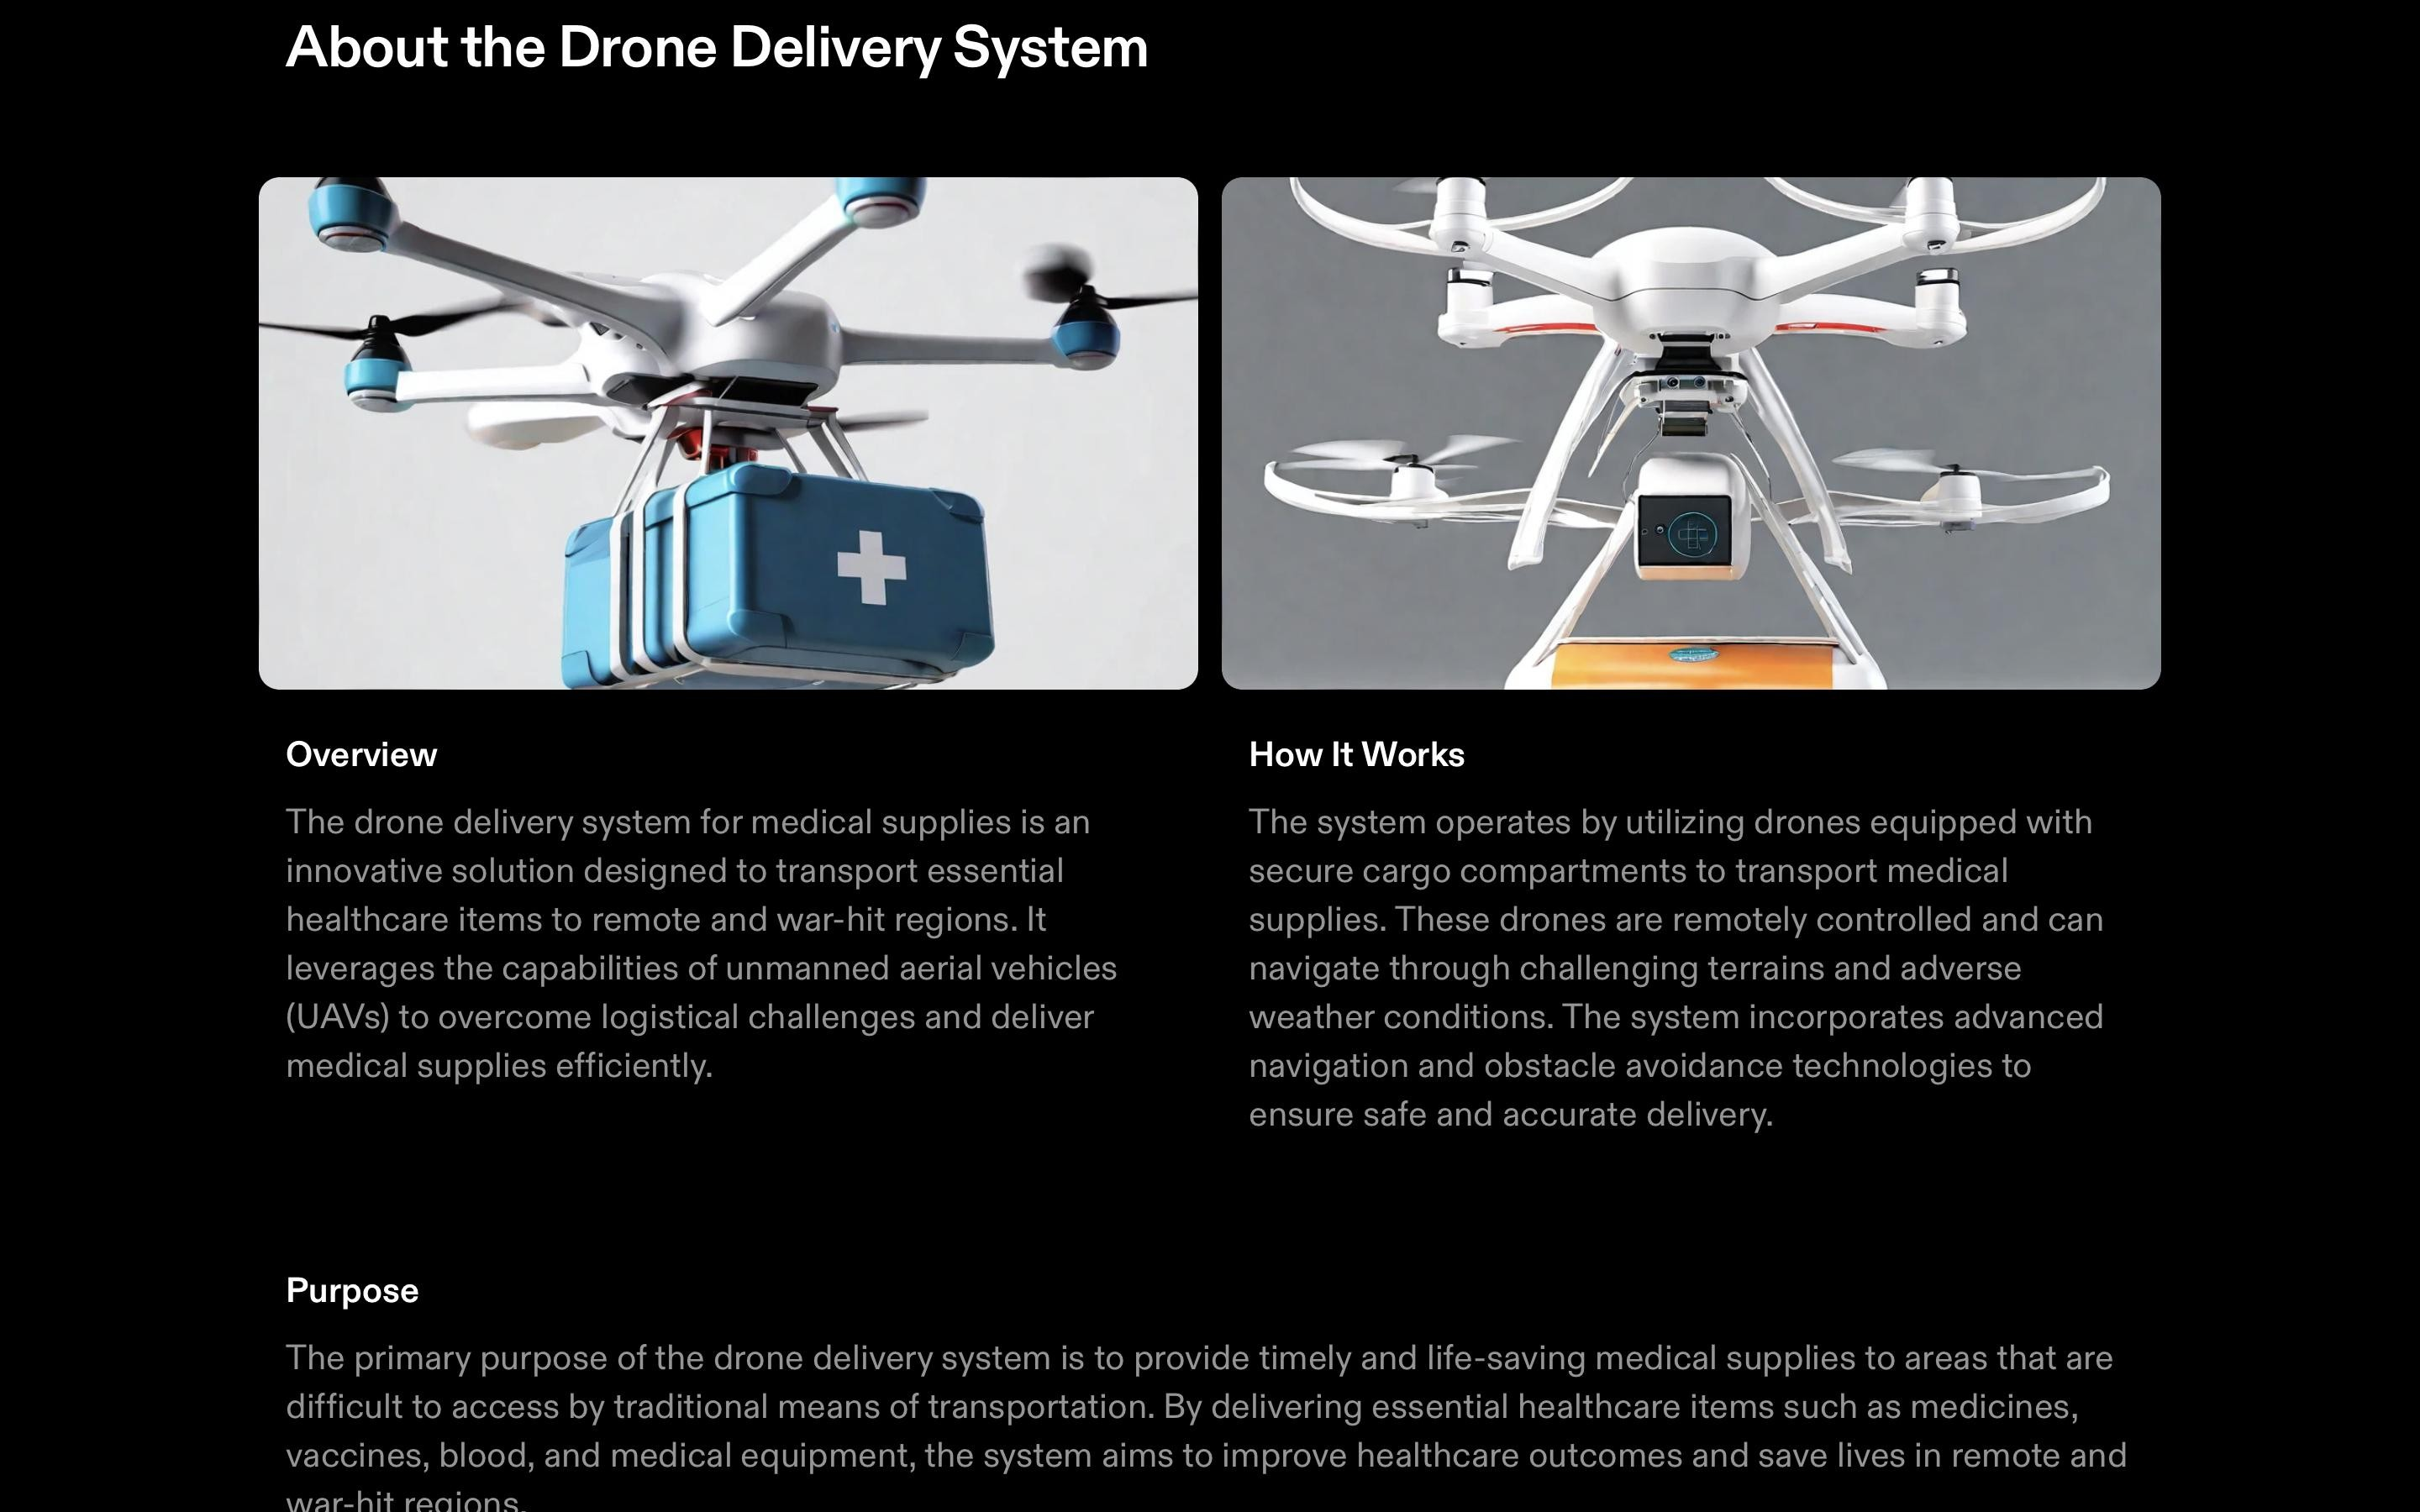 About the Drone Delivery System
Overview
The drone delivery system for medical supplies is an
innovative solution designed to transport essential
healthcare items to remote and war-hit regions. It
leverages the capabilities of unmanned aerial vehicles
(UAVs) to overcome logistical challenges and deliver
medical supplies efficiently.
How It Works
The system operates by utilizing drones equipped with
secure cargo compartments to transport medical
supplies. These drones are remotely controlled and can
navigate through challenging terrains and adverse
weather conditions. The system incorporates advanced
navigation and obstacle avoidance technologies to
ensure safe and accurate delivery.
Purpose
The primary purpose of the drone delivery system is to provide timely and life-saving medical supplies to areas that are
difficult to access by traditional means of transportation. By delivering essential healthcare items such as medicines,
vaccines, blood, and medical equipment, the system aims to improve healthcare outcomes and save lives in remote and
war-hit regions.